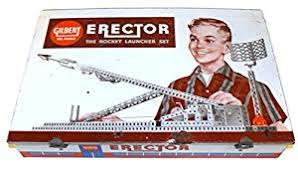 GILBERT
ERECTOR
THE ROCKET LAUNCHER SET
ERECTOR